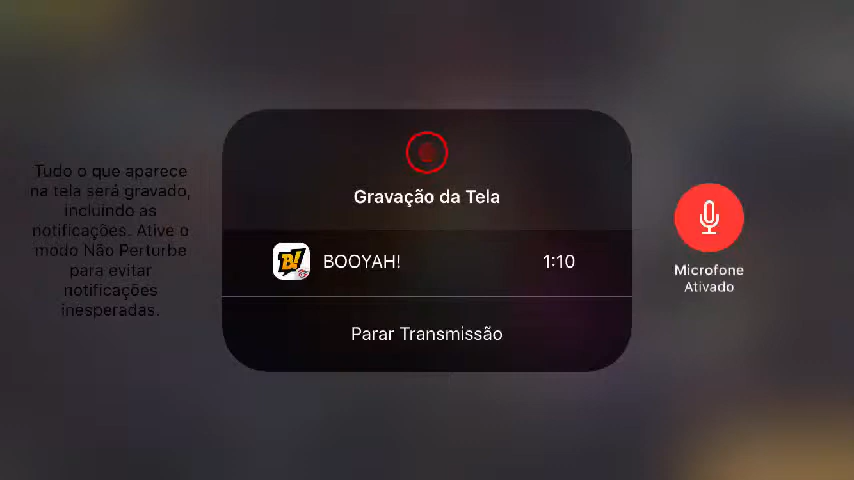 Tudo o que aparece
na tela será gravado,
incluindo as
notificações. Ative o
modo Não Perturbe
para evitar
notificações
inesperadas.
Gravação da Tela
B!
BOOYAH!
1:10
Parar Transmissão
Microfone
Ativado